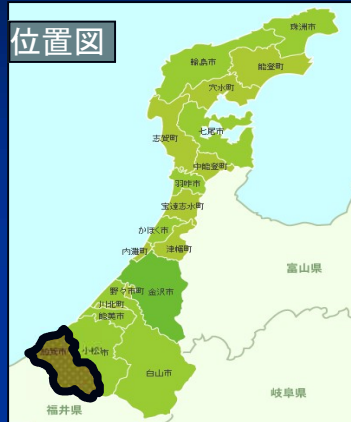 位置図
珠洲市
輪島市
能登町
穴水町
七尾市
志賀町
中能登町
羽咋市
宝達志水町
かほく市
内灘町
津幡町
富山県
野々市町
金沢市
川北町
能美市
小松市
白山市
岐阜県
福井県